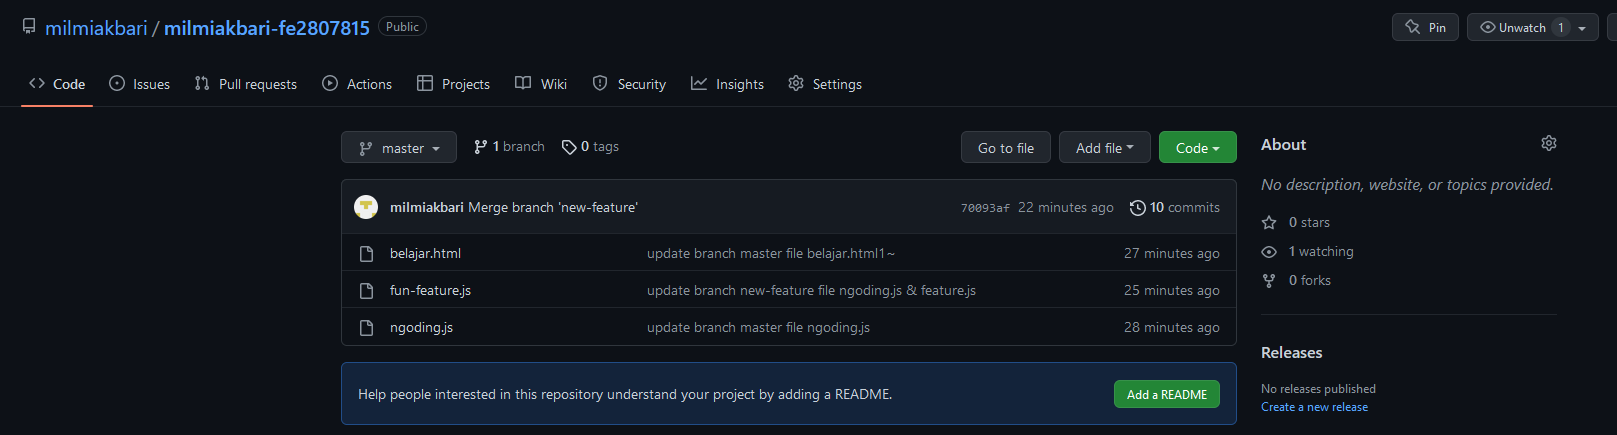 milmiakbari / milmiakbari-fe2807815 Public
Pin Unwatch 1
Code Issues Pull requests Actions Projects Wiki Security Insights Settings
master 1 branch 0 tags Go to file Add file Code
milmiakbari Merge branch 'new-feature' 70093af 22 minutes ago 10 commits
belajar.html update branch master file belajar.html1~ 27 minutes ago
fun-feature.js update branch new-feature file ngoding.js & feature.js 25 minutes ago
ngoding.js update branch master file ngoding.js 28 minutes ago
Help people interested in this repository understand your project by adding a README. Add a README
About
No description, website, or topics provided.
0 stars
1 watching
0 forks
Releases
No releases published
Create a new release